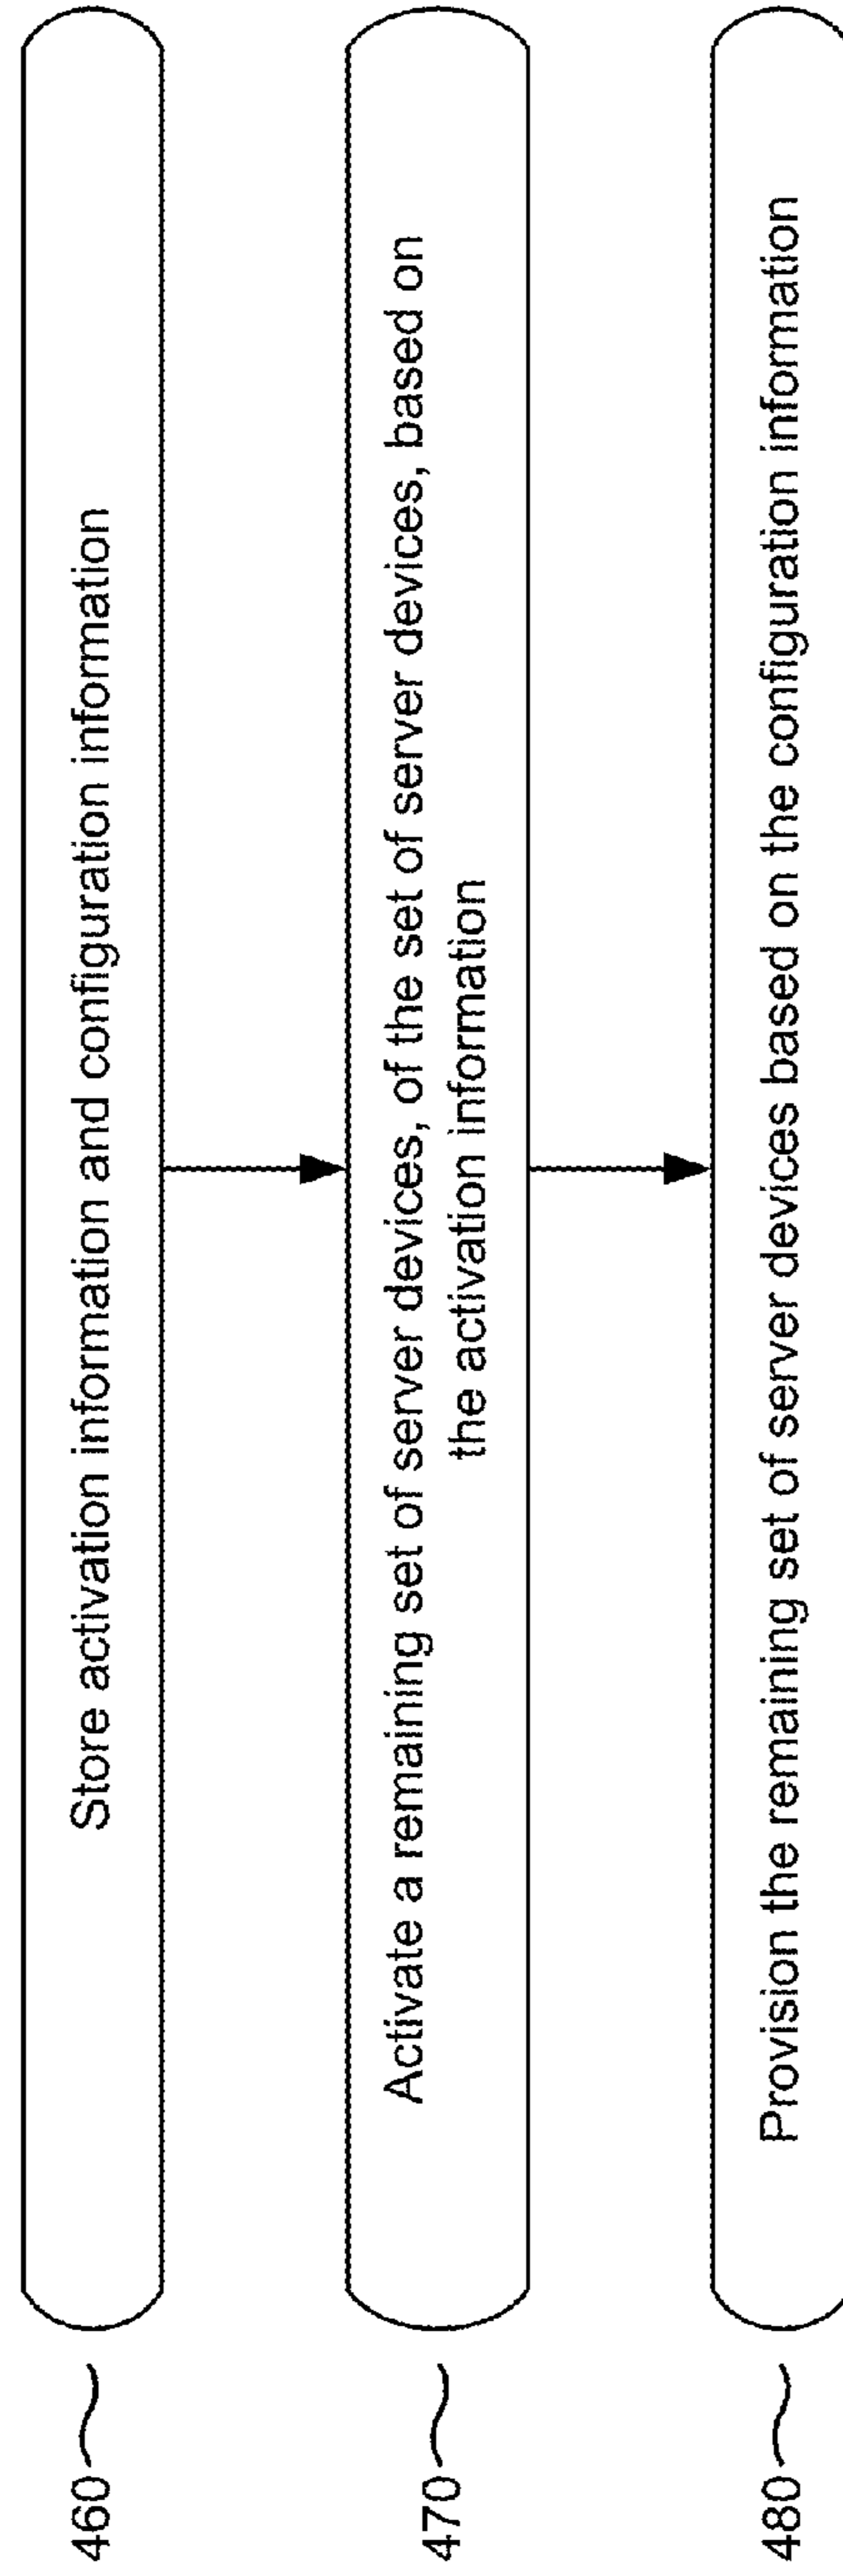 460
Store activation information and configuration information
470
Activate a remaining set of server devices, of the set of server devices, based on
the activation information
480
Provision the remaining set of server devices based on the configuration information